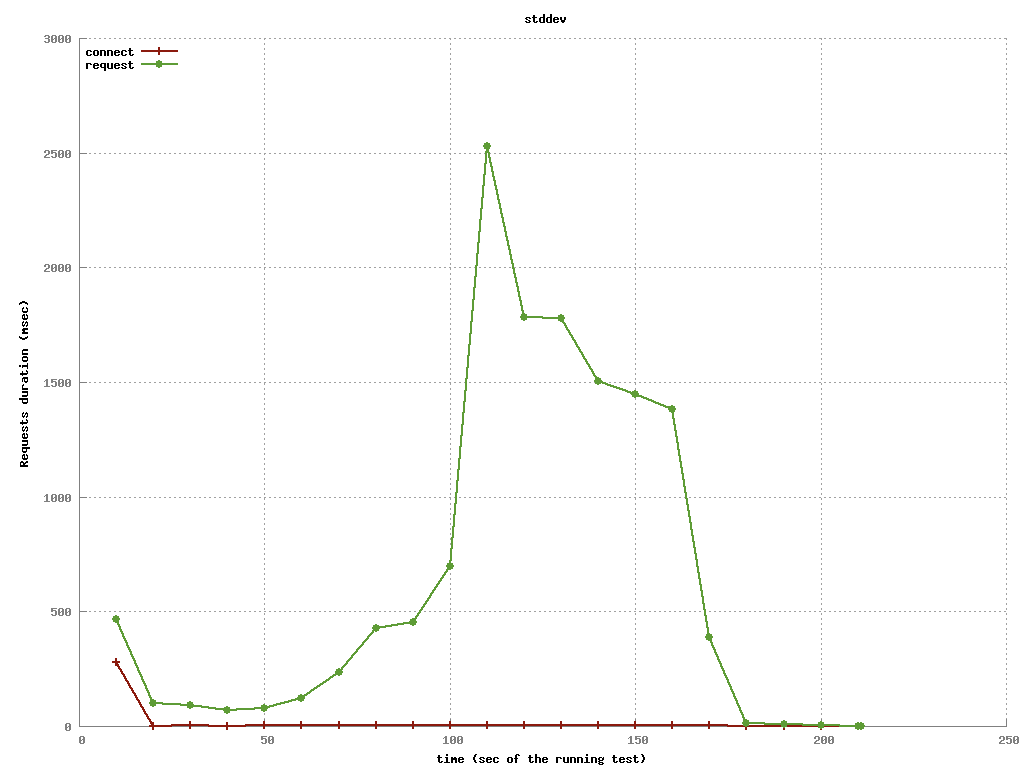 stddev
connect
request
3000
2500
2000
1500
1000
500
0
Requests duration (msec)
0 50 100 150 200 250
time (sec of the running test)